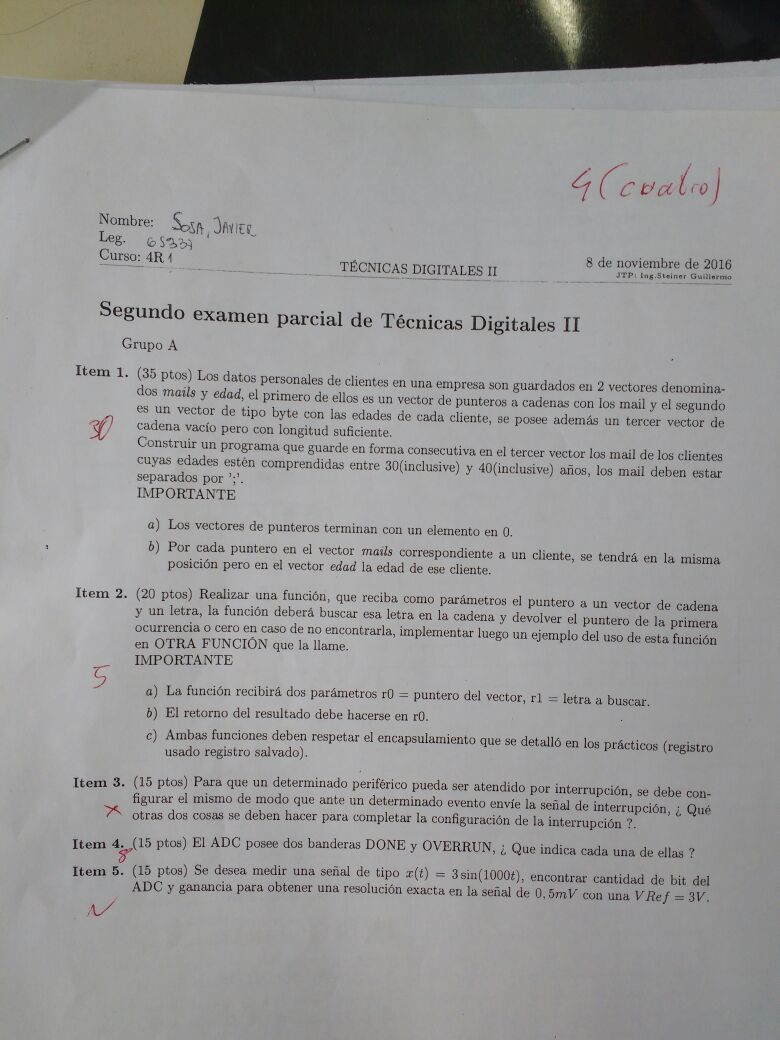 4 (cuatro)
Nombre: SOSA, JAVIER
Leg. 65337
Curso: 4R1
TÉCNICAS DIGITALES II
8 de noviembre de 2016
JTP: Ing.Steiner Guillermo
Segundo examen parcial de Técnicas Digitales II
Grupo A
Item 1. (35 ptos) Los datos personales de clientes en una empresa son guardados en 2 vectores denomina-
dos mails y edad, el primero de ellos es un vector de punteros a cadenas con los mail y el segundo
es un vector de tipo byte con las edades de cada cliente, se posee además un tercer vector de
cadena vacío pero con longitud suficiente.
30
Construir un programa que guarde en forma consecutiva en el tercer vector los mail de los clientes
cuyas edades estén comprendidas entre 30(inclusive) y 40(inclusive) años, los mail deben estar
separados por ';'.
IMPORTANTE
a) Los vectores de punteros terminan con un elemento en 0.
b) Por cada puntero en el vector mails correspondiente a un cliente, se tendrá en la misma
posición pero en el vector edad la edad de ese cliente.
Item 2. (20 ptos) Realizar una función, que reciba como parámetros el puntero a un vector de cadena
y un letra, la función deberá buscar esa letra en la cadena y devolver el puntero de la primera
ocurrencia o cero en caso de no encontrarla, implementar luego un ejemplo del uso de esta función
en OTRA FUNCIÓN que la llame.
IMPORTANTE
5
a) La función recibirá dos parámetros r0 = puntero del vector, r1 = letra a buscar.
b) El retorno del resultado debe hacerse en r0.
c) Ambas funciones deben respetar el encapsulamiento que se detalló en los prácticos (registro
usado registro salvado).
Item 3. (15 ptos) Para que un determinado periférico pueda ser atendido por interrupción, se debe con-
figurar el mismo de modo que ante un determinado evento envíe la señal de interrupción, ¿ Qué
otras dos cosas se deben hacer para completar la configuración de la interrupción ?.
Item 4. (15 ptos) El ADC posee dos banderas DONE y OVERRUN, ¿ Que indica cada una de ellas ?
8
Item 5. (15 ptos) Se desea medir una señal de tipo x(t) = 3 sin(1000t), encontrar cantidad de bit del
ADC y ganancia para obtener una resolución exacta en la señal de 0,5mV con una VRef = 3V.